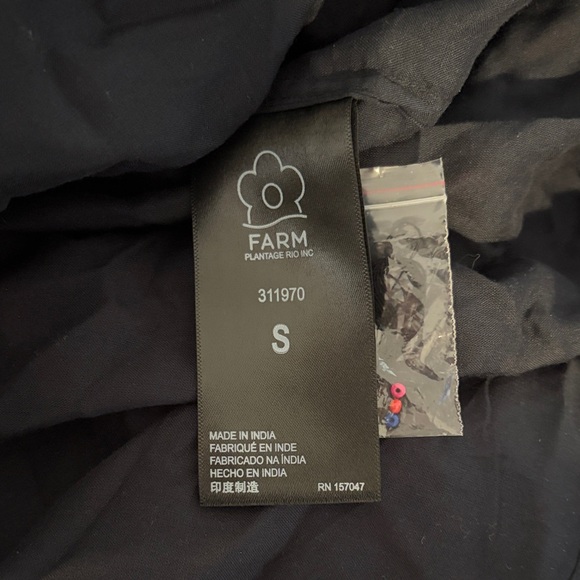 FARM
PLANTAGE RIO INC
311970
S
MADE IN INDIA
FABRIQUÉ EN INDE
FABRICADO NA ÍNDIA
HECHO EN INDIA
印度制造
RN 157047